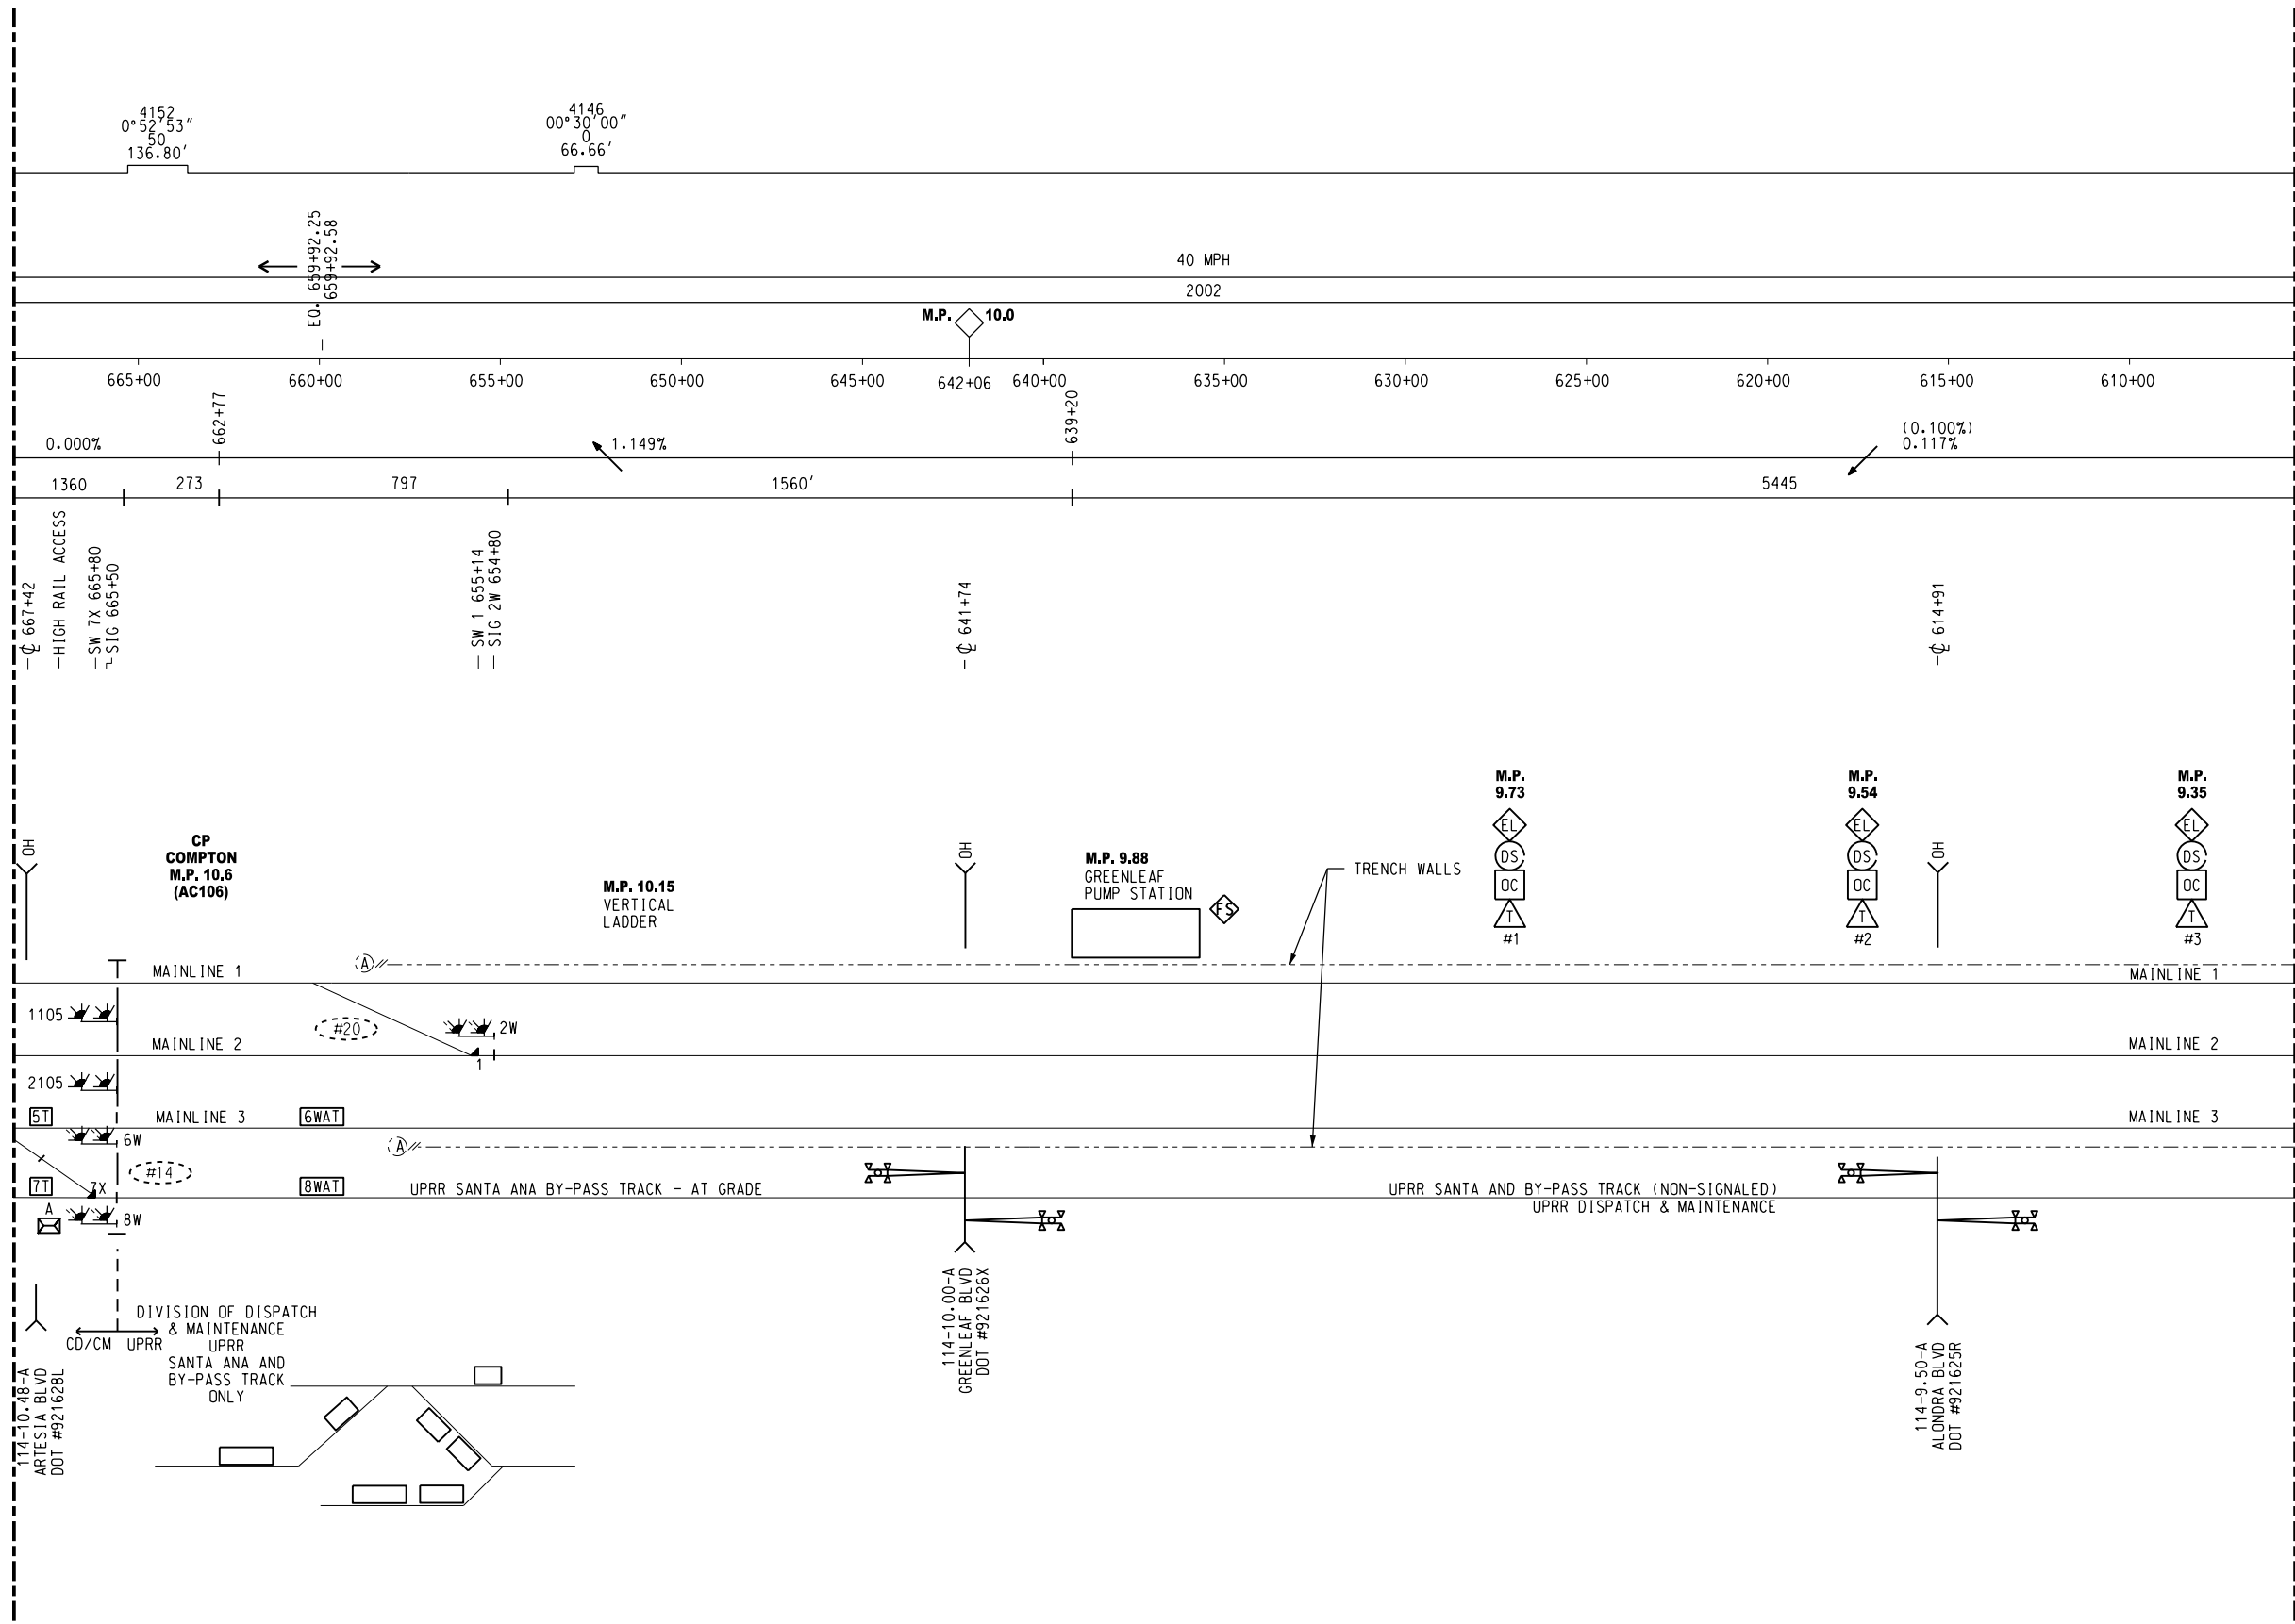 4152
0°52'53"
50
136.80'
4146
00°30'00"
0
66.66'
EQ. 659+92.25
659+92.58
40 MPH
2002
M.P. 10.0
665+00
660+00
655+00
650+00
645+00
642+06
640+00
635+00
630+00
625+00
620+00
615+00
610+00
662+77
639+20
0.000%
1.149%
(0.100%)
0.117%
1360
273
797
1560'
5445
℄ 667+42
HIGH RAIL ACCESS
SW 7X 665+80
SIG 665+50
SW 1 655+14
SIG 2W 654+80
℄ 641+74
℄ 614+91
M.P.
9.73
EL
DS
OC
T
#1
M.P.
9.54
EL
DS
OC
T
#2
M.P.
9.35
EL
DS
OC
T
#3
OH
CP
COMPTON
M.P. 10.6
(AC106)
M.P. 10.15
VERTICAL
LADDER
OH
M.P. 9.88
GREENLEAF
PUMP STATION
FS
TRENCH WALLS
OH
MAINLINE 1
A
MAINLINE 1
1105
#20
2W
MAINLINE 2
1
MAINLINE 2
2105
5T
MAINLINE 3
6WAT
MAINLINE 3
6W
A
#14
7T
7X
8WAT
UPRR SANTA ANA BY-PASS TRACK - AT GRADE
UPRR SANTA AND BY-PASS TRACK (NON-SIGNALED)
UPRR DISPATCH & MAINTENANCE
A
8W
DIVISION OF DISPATCH
& MAINTENANCE
UPRR
SANTA ANA AND
BY-PASS TRACK
ONLY
CD/CM UPRR
114-10.48-A
ARTESIA BLVD
DOT #921628L
114-10.00-A
GREENLEAF BLVD
DOT #921626X
114-9.50-A
ALONDRA BLVD
DOT #921625R